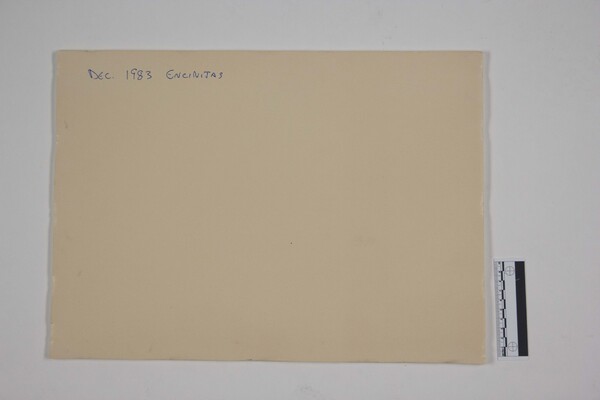 DEC. 1983 ENCINITAS